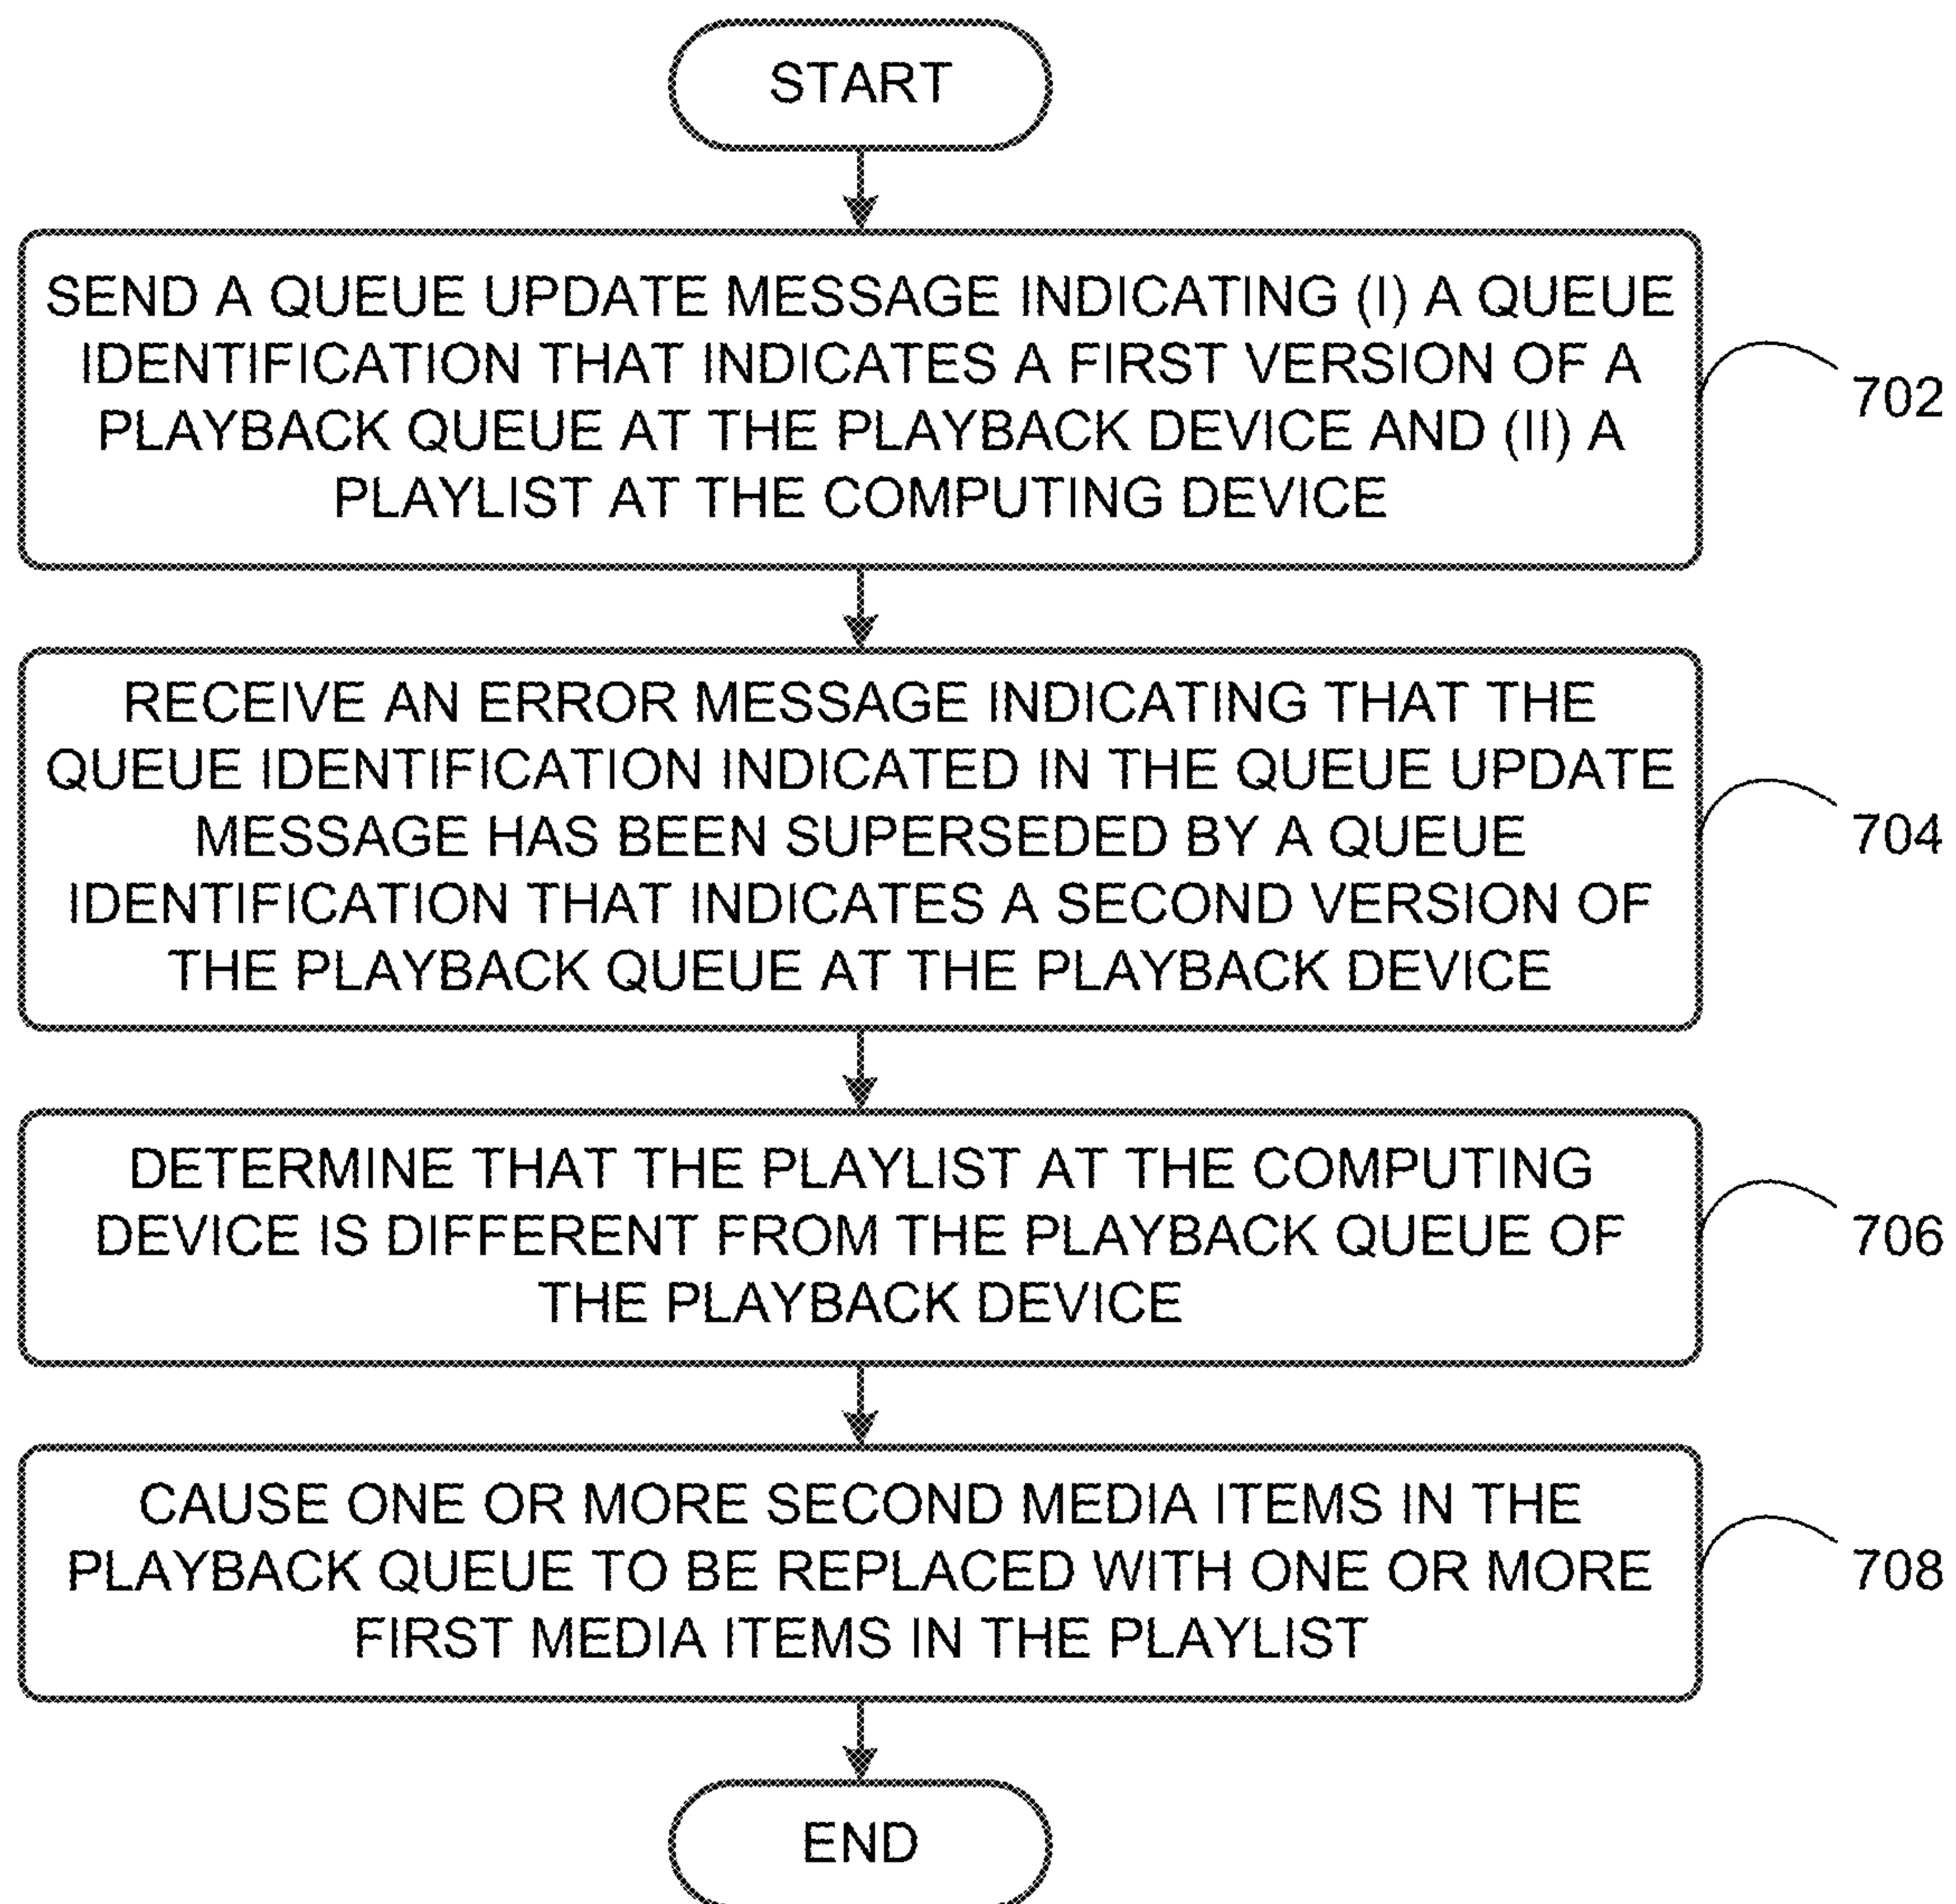 START
SEND A QUEUE UPDATE MESSAGE INDICATING (I) A QUEUE
IDENTIFICATION THAT INDICATES A FIRST VERSION OF A
PLAYBACK QUEUE AT THE PLAYBACK DEVICE AND (II) A
PLAYLIST AT THE COMPUTING DEVICE
702
RECEIVE AN ERROR MESSAGE INDICATING THAT THE
QUEUE IDENTIFICATION INDICATED IN THE QUEUE UPDATE
MESSAGE HAS BEEN SUPERSEDED BY A QUEUE
IDENTIFICATION THAT INDICATES A SECOND VERSION OF
THE PLAYBACK QUEUE AT THE PLAYBACK DEVICE
704
DETERMINE THAT THE PLAYLIST AT THE COMPUTING
DEVICE IS DIFFERENT FROM THE PLAYBACK QUEUE OF
THE PLAYBACK DEVICE
706
CAUSE ONE OR MORE SECOND MEDIA ITEMS IN THE
PLAYBACK QUEUE TO BE REPLACED WITH ONE OR MORE
FIRST MEDIA ITEMS IN THE PLAYLIST
708
END